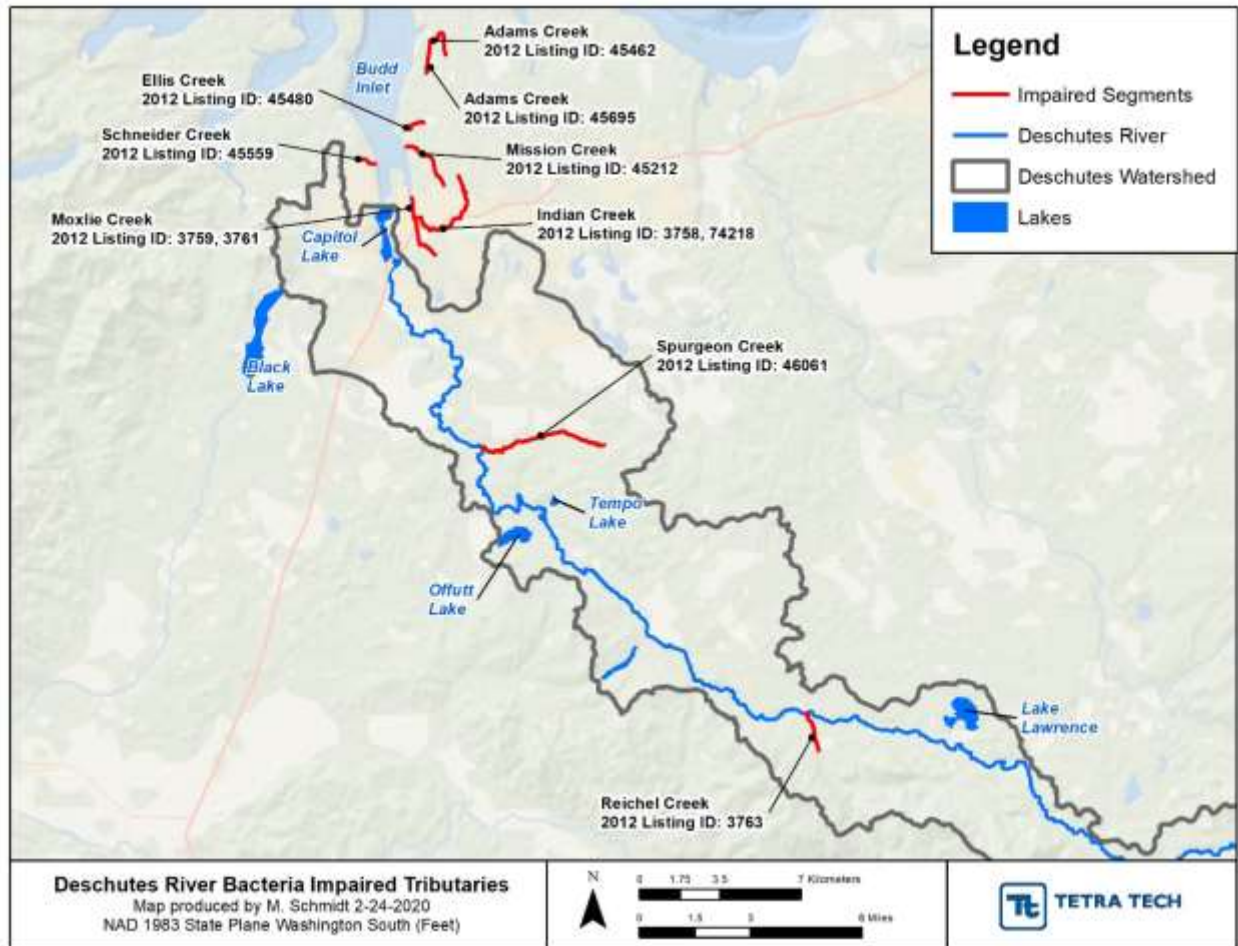 Adams Creek
2012 Listing ID: 45462
Budd
Inlet
Ellis Creek
2012 Listing ID: 45480
Adams Creek
2012 Listing ID: 45695
Schneider Creek
2012 Listing ID: 45559
Mission Creek
2012 Listing ID: 45212
Moxlie Creek
2012 Listing ID: 3759, 3761
Capitol
Lake
Indian Creek
2012 Listing ID: 3758, 74218
Black
Lake
Spurgeon Creek
2012 Listing ID: 46061
Tempo
Lake
Offutt
Lake
Lake
Lawrence
Reichel Creek
2012 Listing ID: 3763
Legend
Impaired Segments
Deschutes River
Deschutes Watershed
Lakes
Deschutes River Bacteria Impaired Tributaries
Map produced by M. Schmidt 2-24-2020
NAD 1983 State Plane Washington South (Feet)
N
0 1.75 3.5 7 Kilometers
0 1.5 3 6 Miles
Tt TETRA TECH